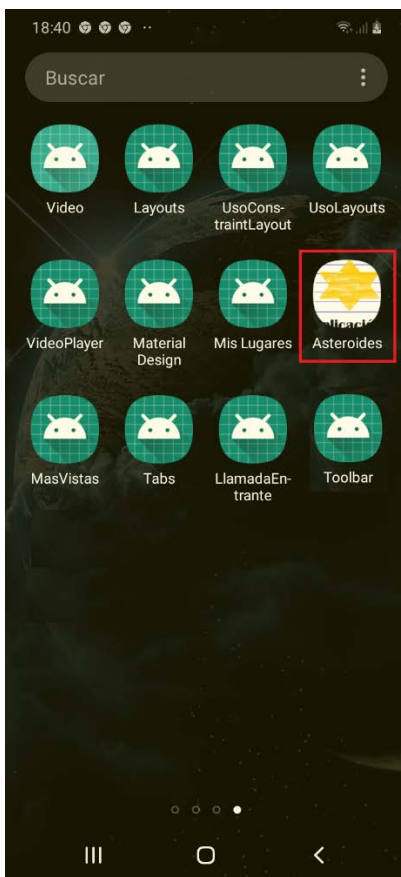 18:40
Buscar
Video
Layouts
UsoCons-
traintLayout
UsoLayouts
VideoPlayer
Material
Design
Mis Lugares
Asteroides
MasVistas
Tabs
LlamadaEn-
trante
Toolbar